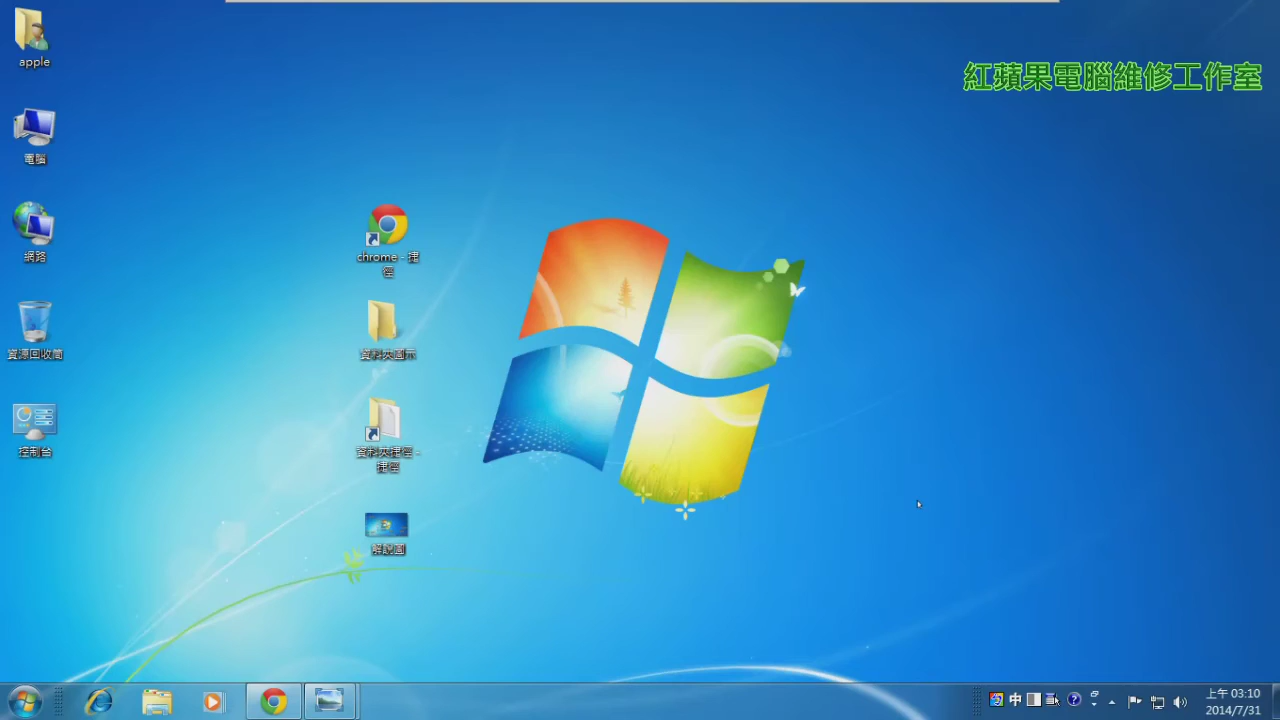 apple
紅蘋果電腦維修工作室
電腦
網路
chrome - 捷
徑
資源回收筒
資料夾圖示
控制台
資料夾捷徑 -
捷徑
解說圖
中
上午 03:10
2014/7/31